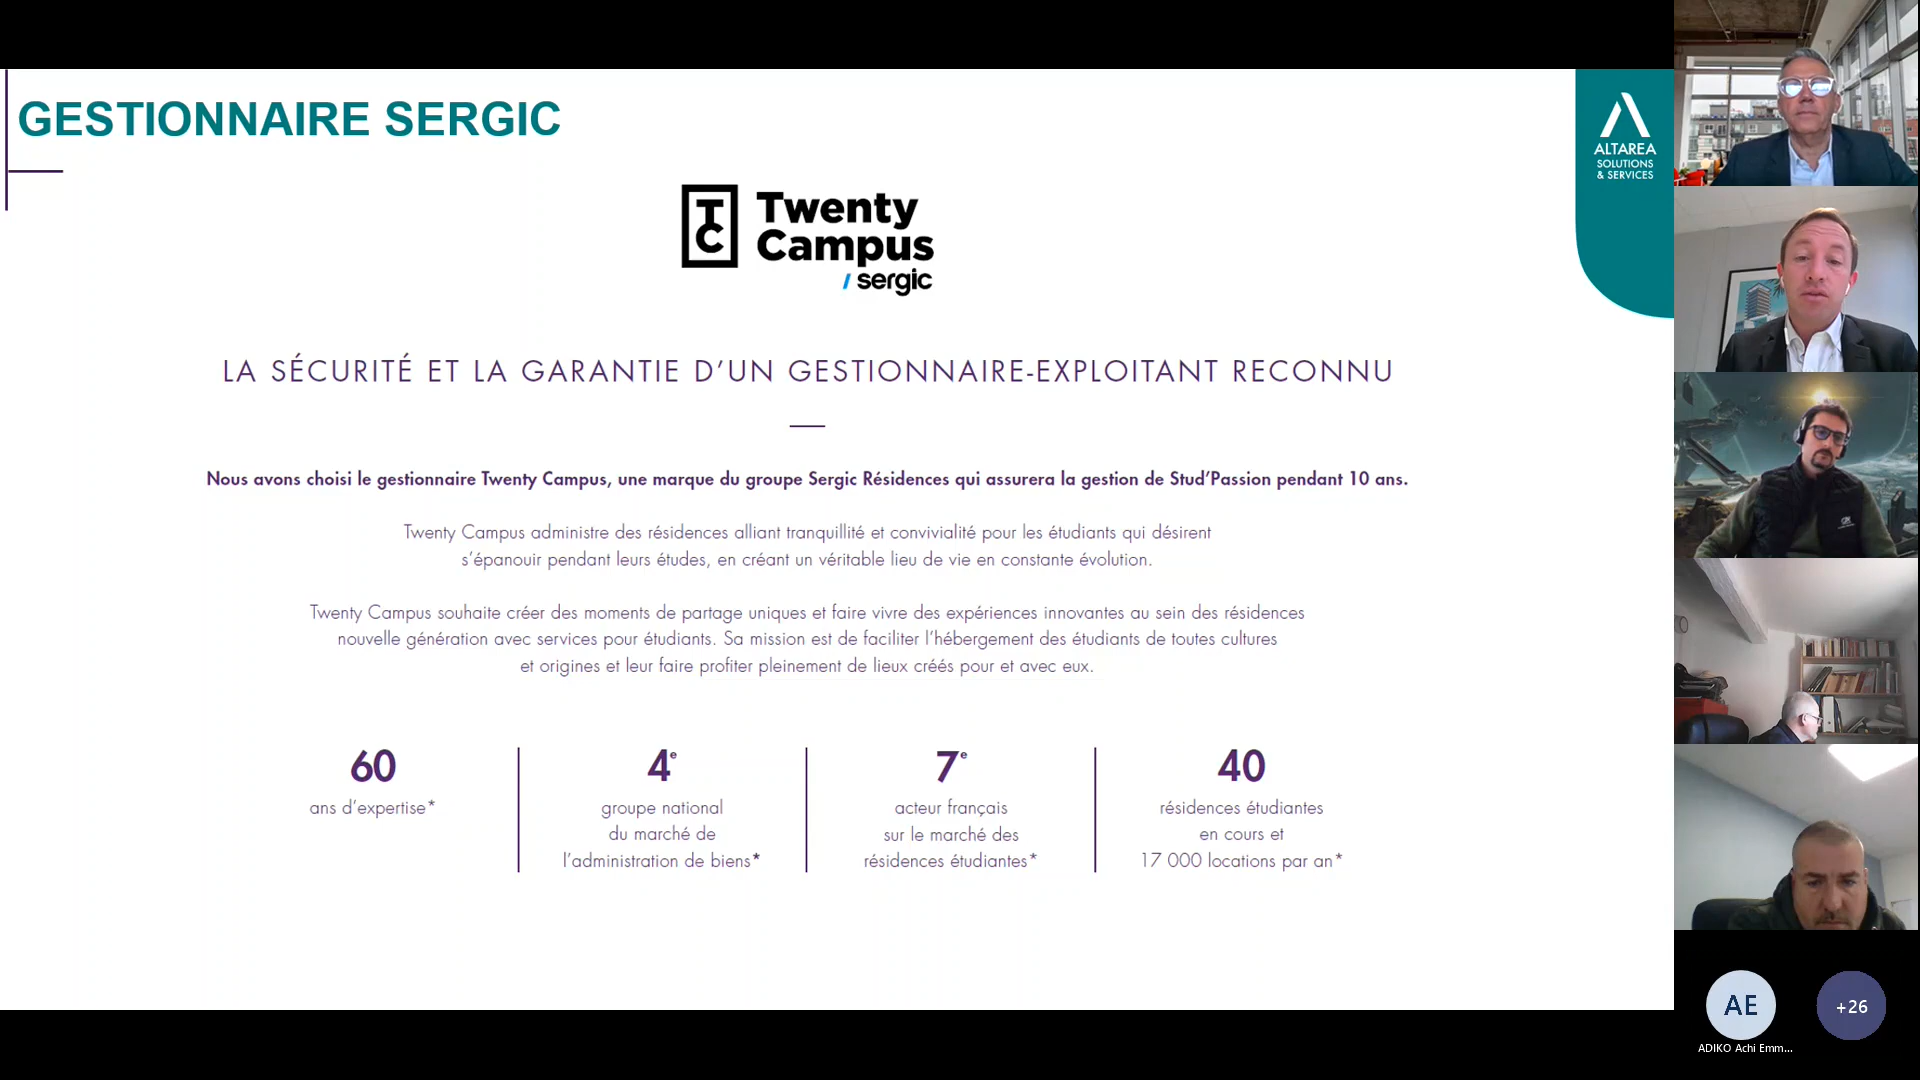 GESTIONNAIRE SERGIC
ALTAREA
SOLUTIONS
& SERVICES
TC
Twenty
Campus
/ sergic
LA SÉCURITÉ ET LA GARANTIE D’UN GESTIONNAIRE-EXPLOITANT RECONNU
Nous avons choisi le gestionnaire Twenty Campus, une marque du groupe Sergic Résidences qui assurera la gestion de Stud’Passion pendant 10 ans.
Twenty Campus administre des résidences alliant tranquillité et convivialité pour les étudiants qui désirent
s’épanouir pendant leurs études, en créant un véritable lieu de vie en constante évolution.
Twenty Campus souhaite créer des moments de partage uniques et faire vivre des expériences innovantes au sein des résidences
nouvelle génération avec services pour étudiants. Sa mission est de faciliter l’hébergement des étudiants de toutes cultures
et origines et leur faire profiter pleinement de lieux créés pour et avec eux.
60
ans d’expertise*
4e
groupe national
du marché de
l’administration de biens*
7e
acteur français
sur le marché des
résidences étudiantes*
40
résidences étudiantes
en cours et
17 000 locations par an*
AE
ADIKO Achi Emm...
+26